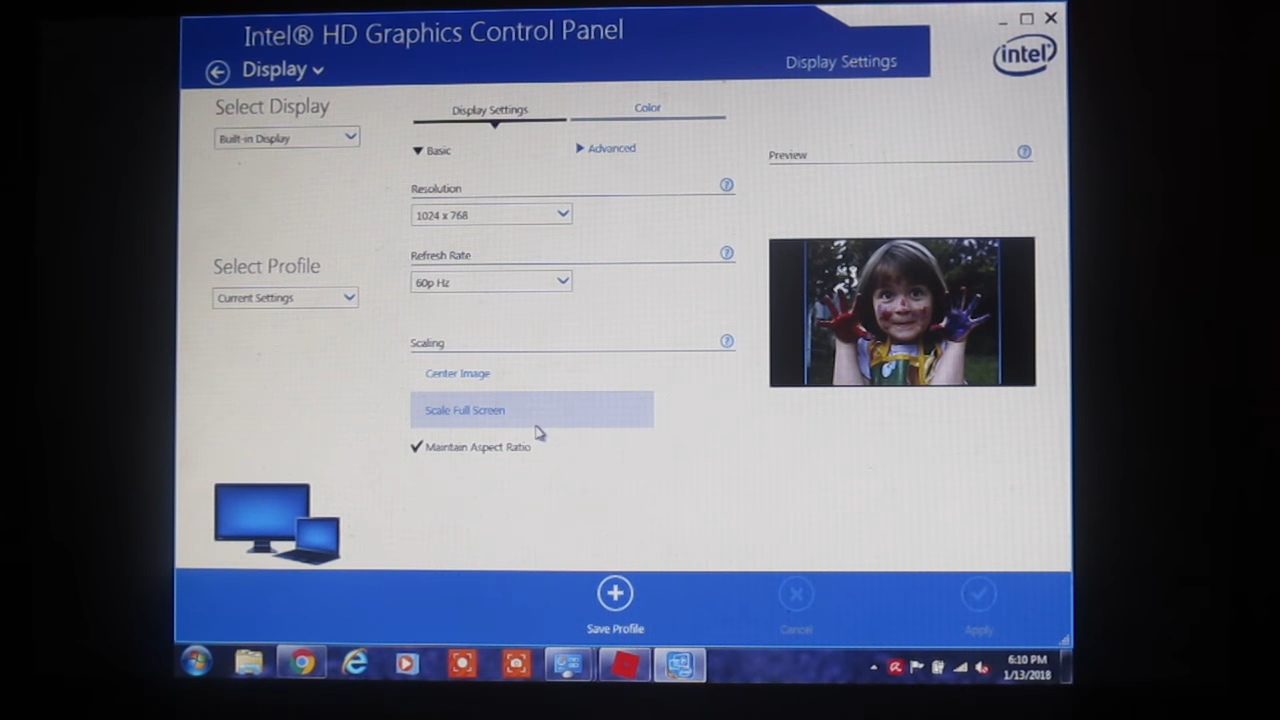 Intel® HD Graphics Control Panel
Display
Display Settings
intel
Select Display
Built-in Display
Select Profile
Current Settings
Display Settings
Color
Basic
Advanced
Resolution
1024 x 768
Refresh Rate
60p Hz
Scaling
Center Image
Scale Full Screen
Maintain Aspect Ratio
Preview
Save Profile
Cancel
Apply
6:10 PM
1/13/2018